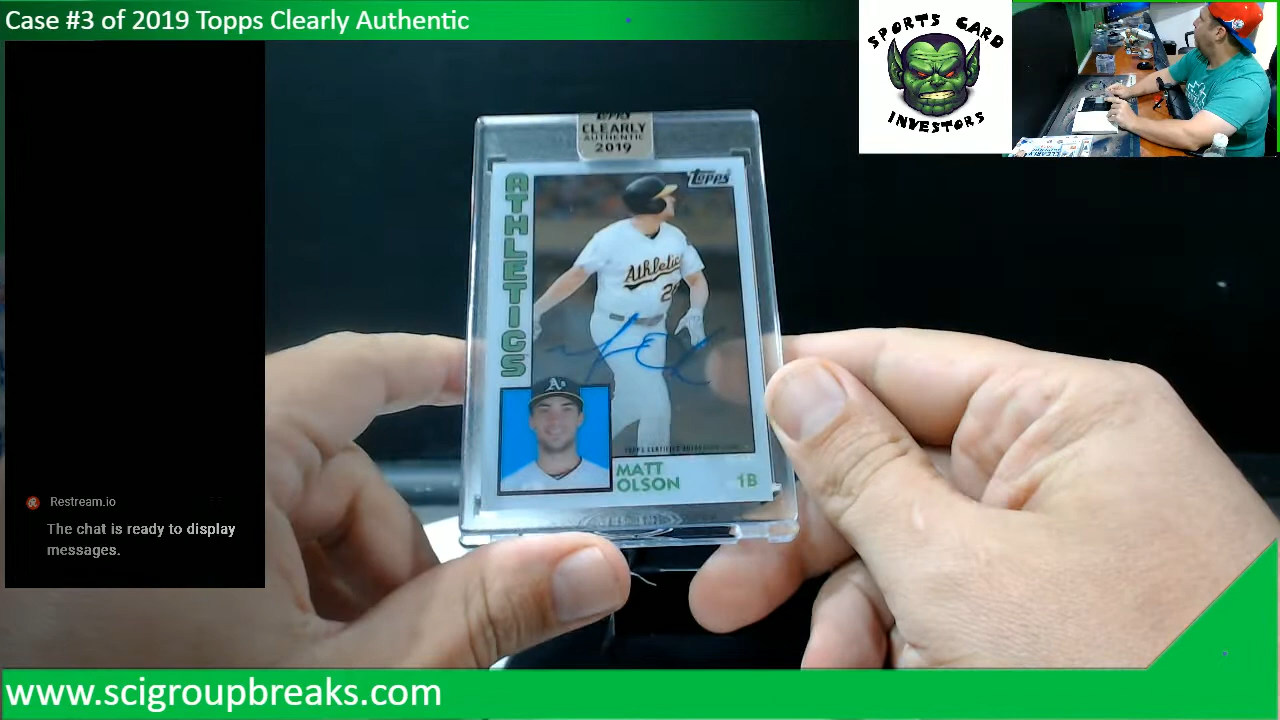 Case #3 of 2019 Topps Clearly Authentic
SPORTS CARD
INVESTORS
CLEARLY
AUTHENTIC
2019
Topps
ATHLETICS
Athletics
A's
MATT
OLSON
1B
Restream.io
The chat is ready to display
messages.
www.scigroupbreaks.com